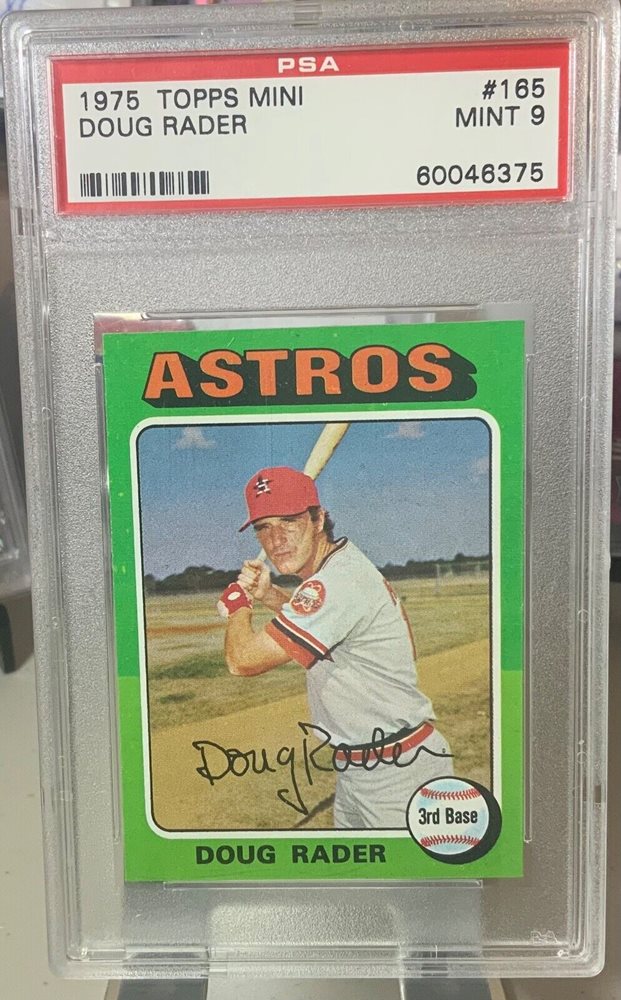 PSA
1975 TOPPS MINI #165
DOUG RADER MINT 9
60046375
ASTROS
Doug Rader
3rd Base
DOUG RADER